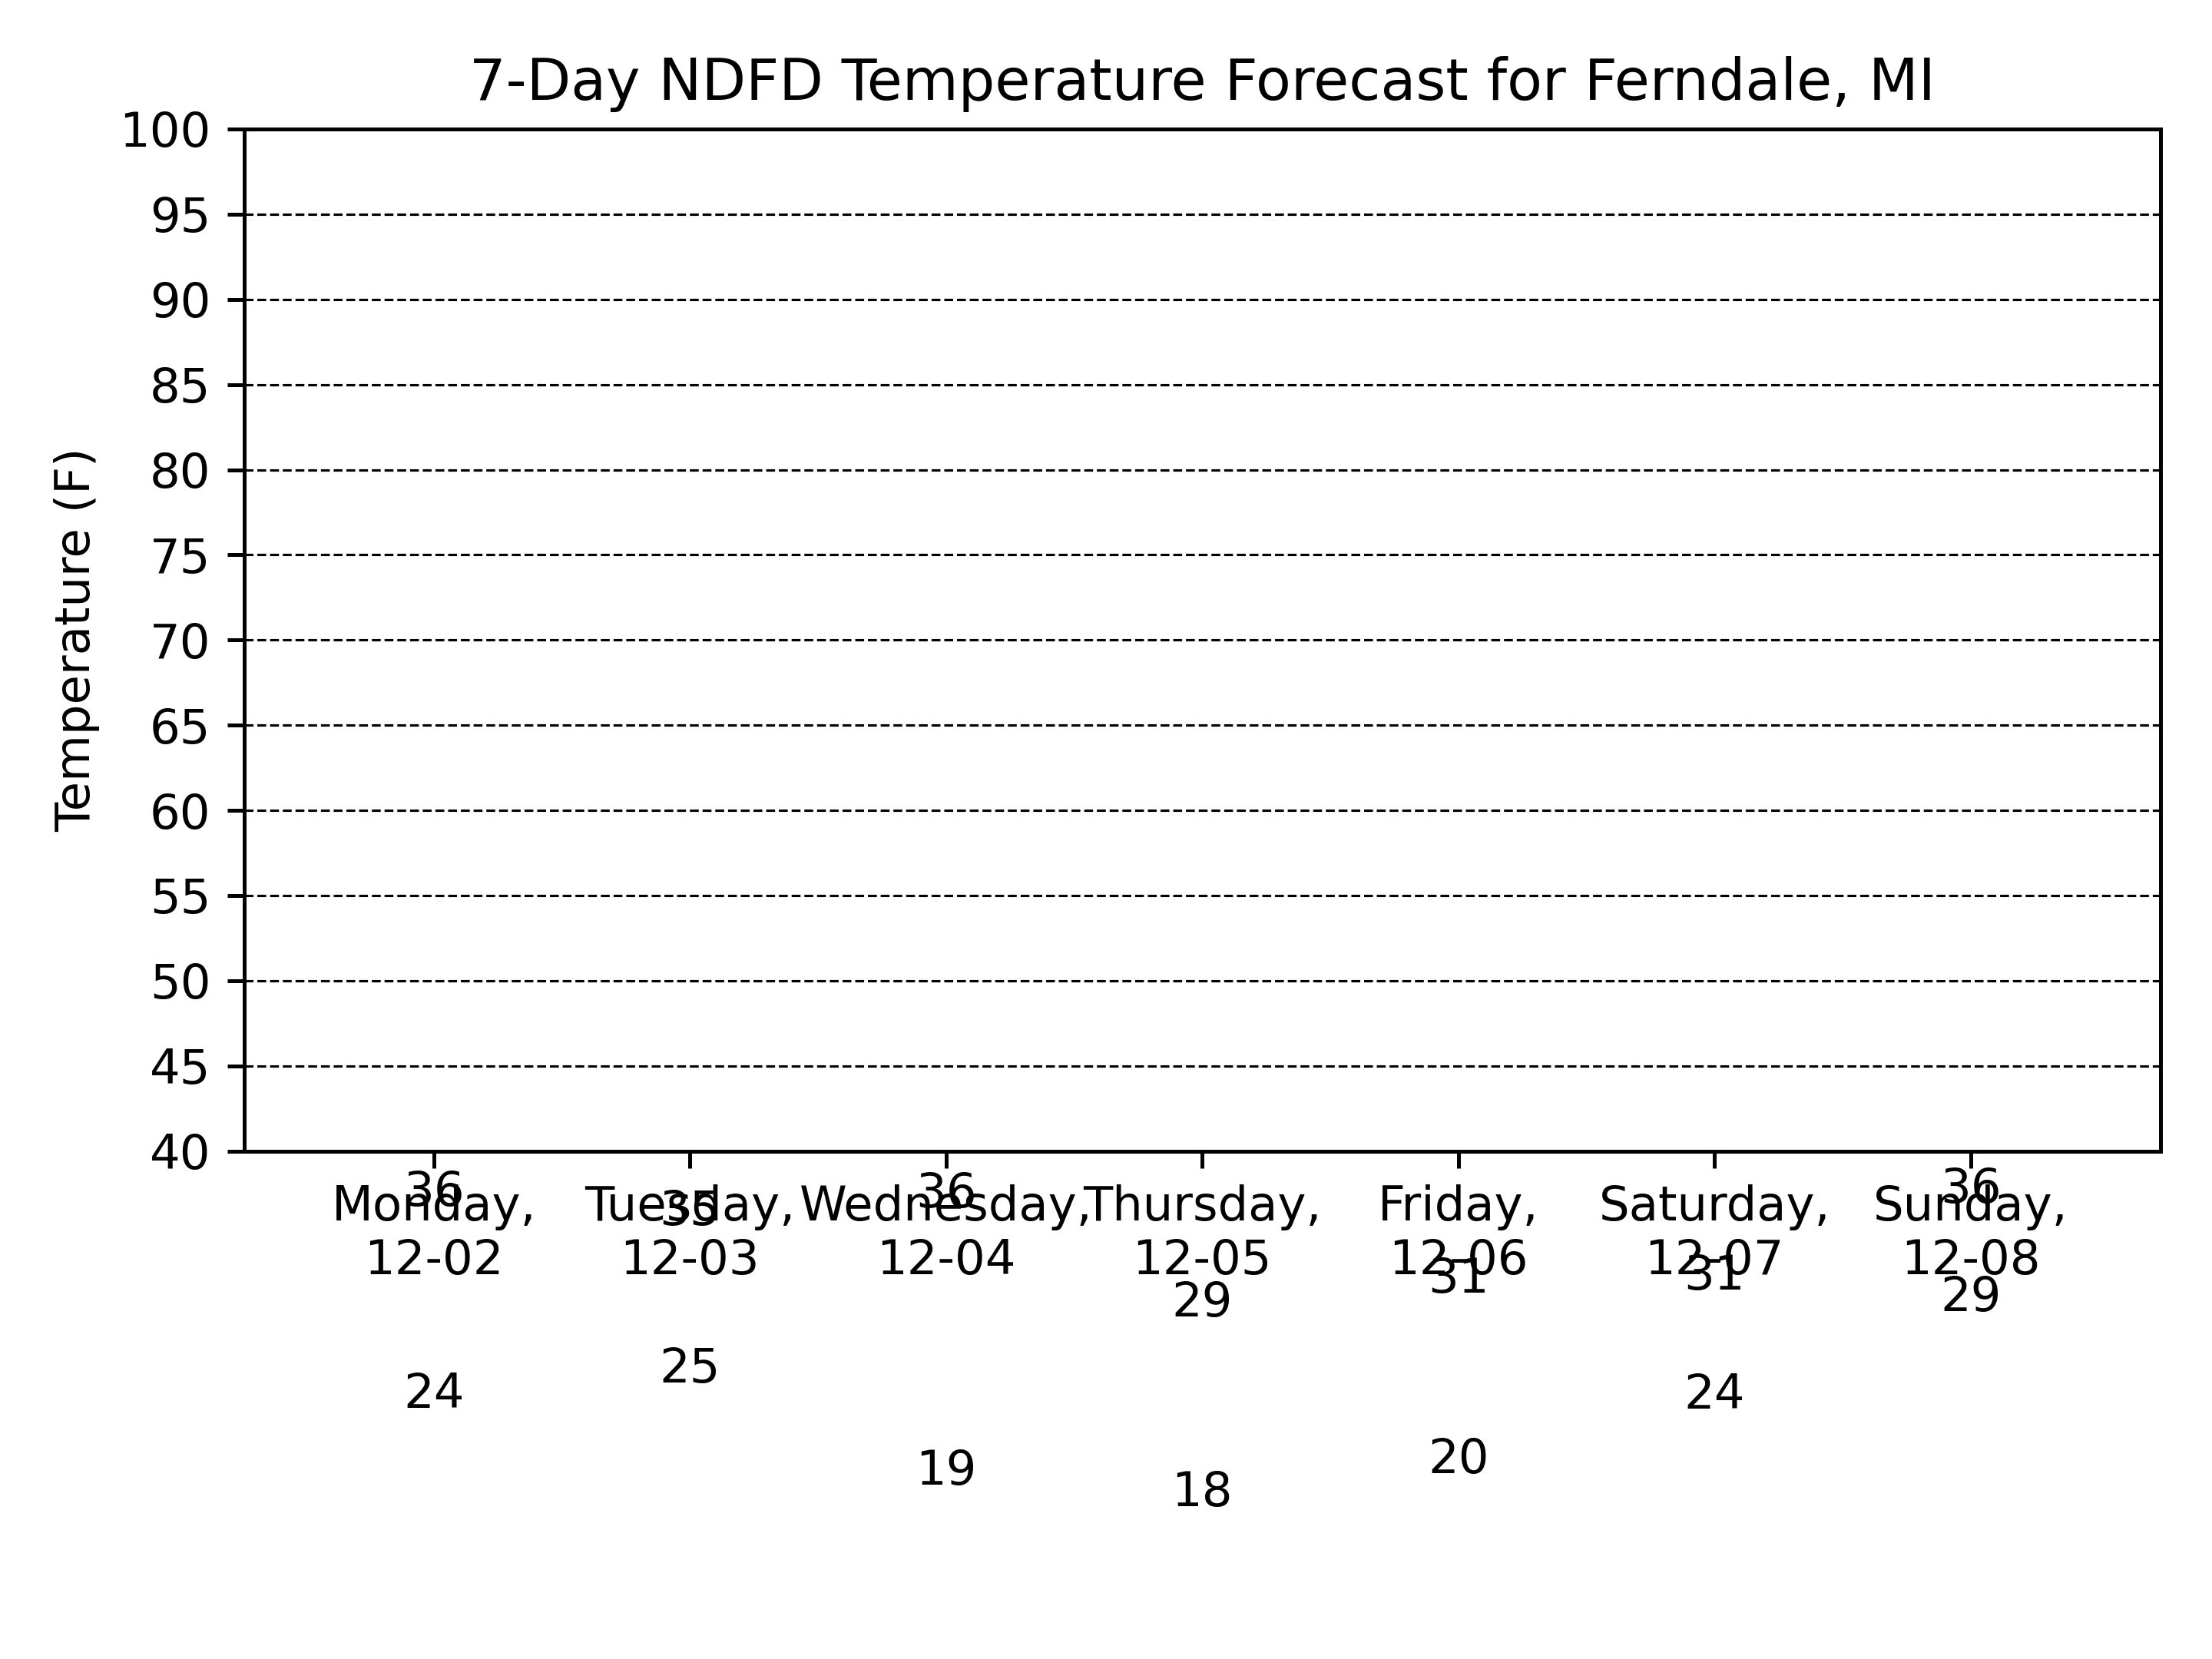 7-Day NDFD Temperature Forecast for Ferndale, MI
Temperature (F)
100
95
90
85
80
75
70
65
60
55
50
45
40
Monday, Tuesday, Wednesday, Thursday, Friday, Saturday, Sunday,
12-02 12-03 12-04 12-05 12-06 12-07 12-08
36 35 36 29 31 31 36
24 25 19 18 20 24 29